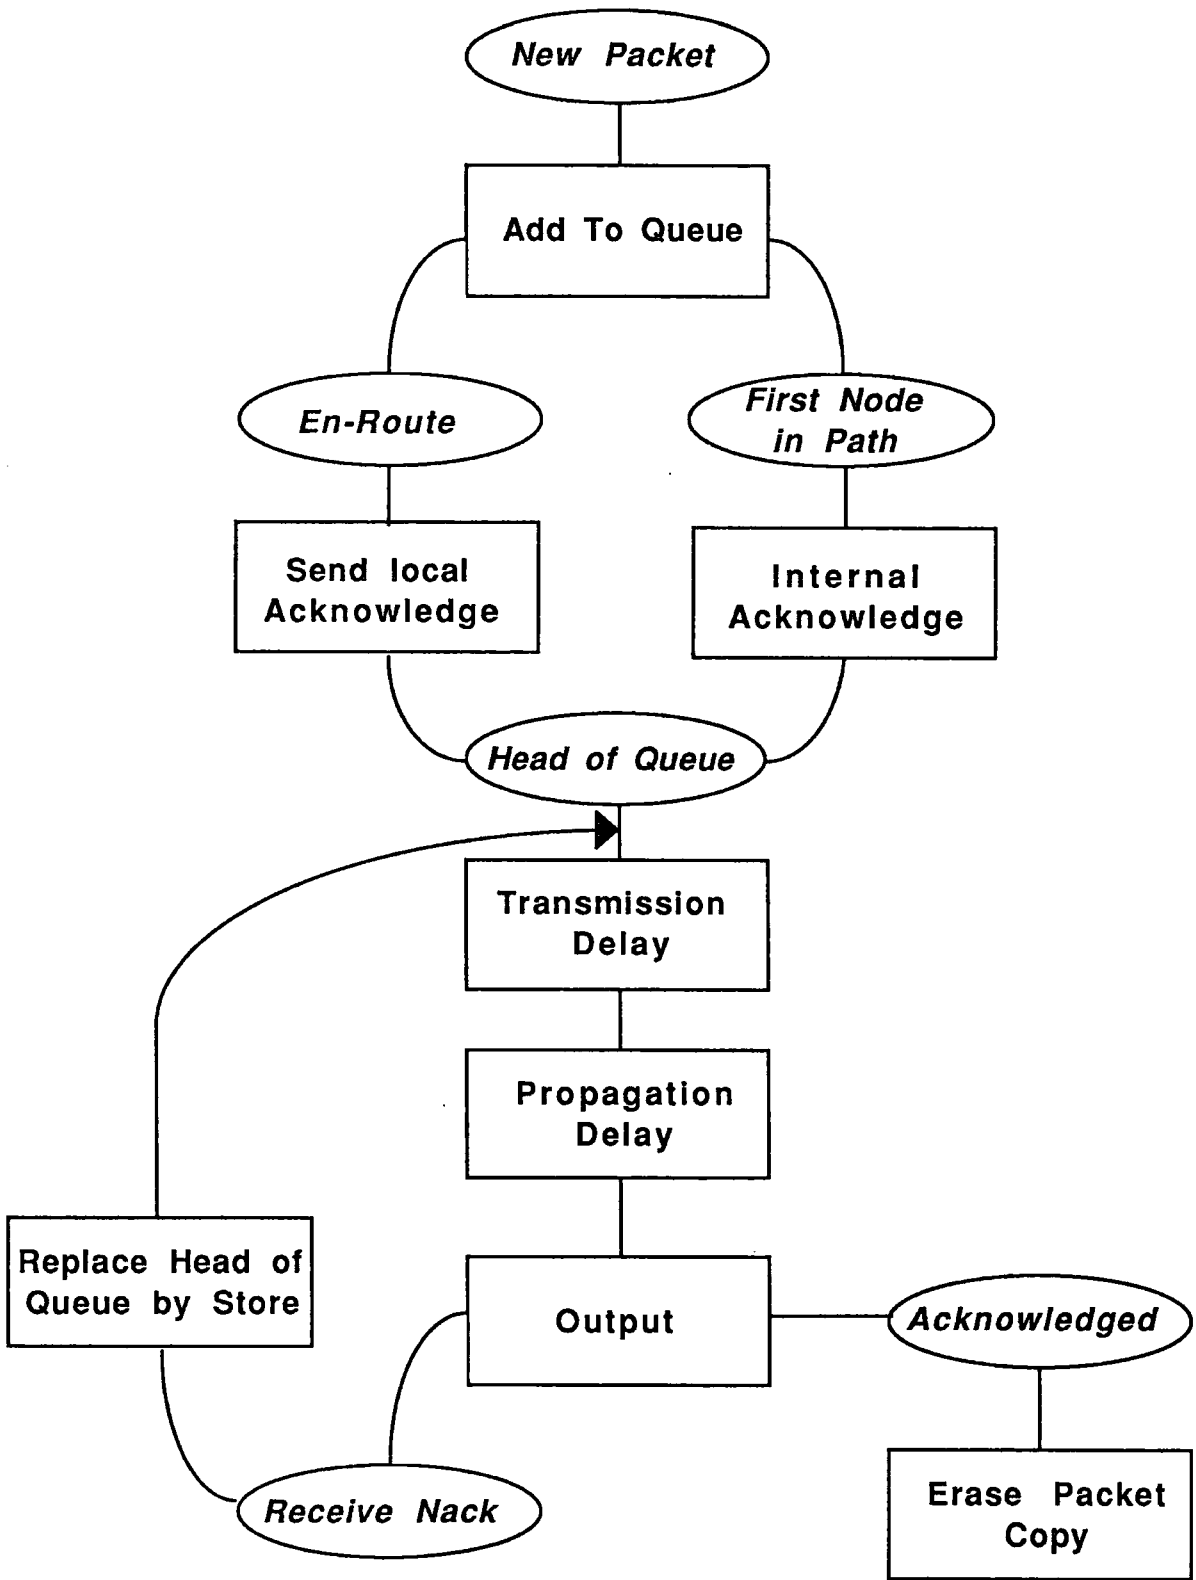 New Packet
Add To Queue
En-Route
First Node
in Path
Send local
Acknowledge
Internal
Acknowledge
Head of Queue
Transmission
Delay
Propagation
Delay
Replace Head of
Queue by Store
Output
Acknowledged
Receive Nack
Erase Packet
Copy